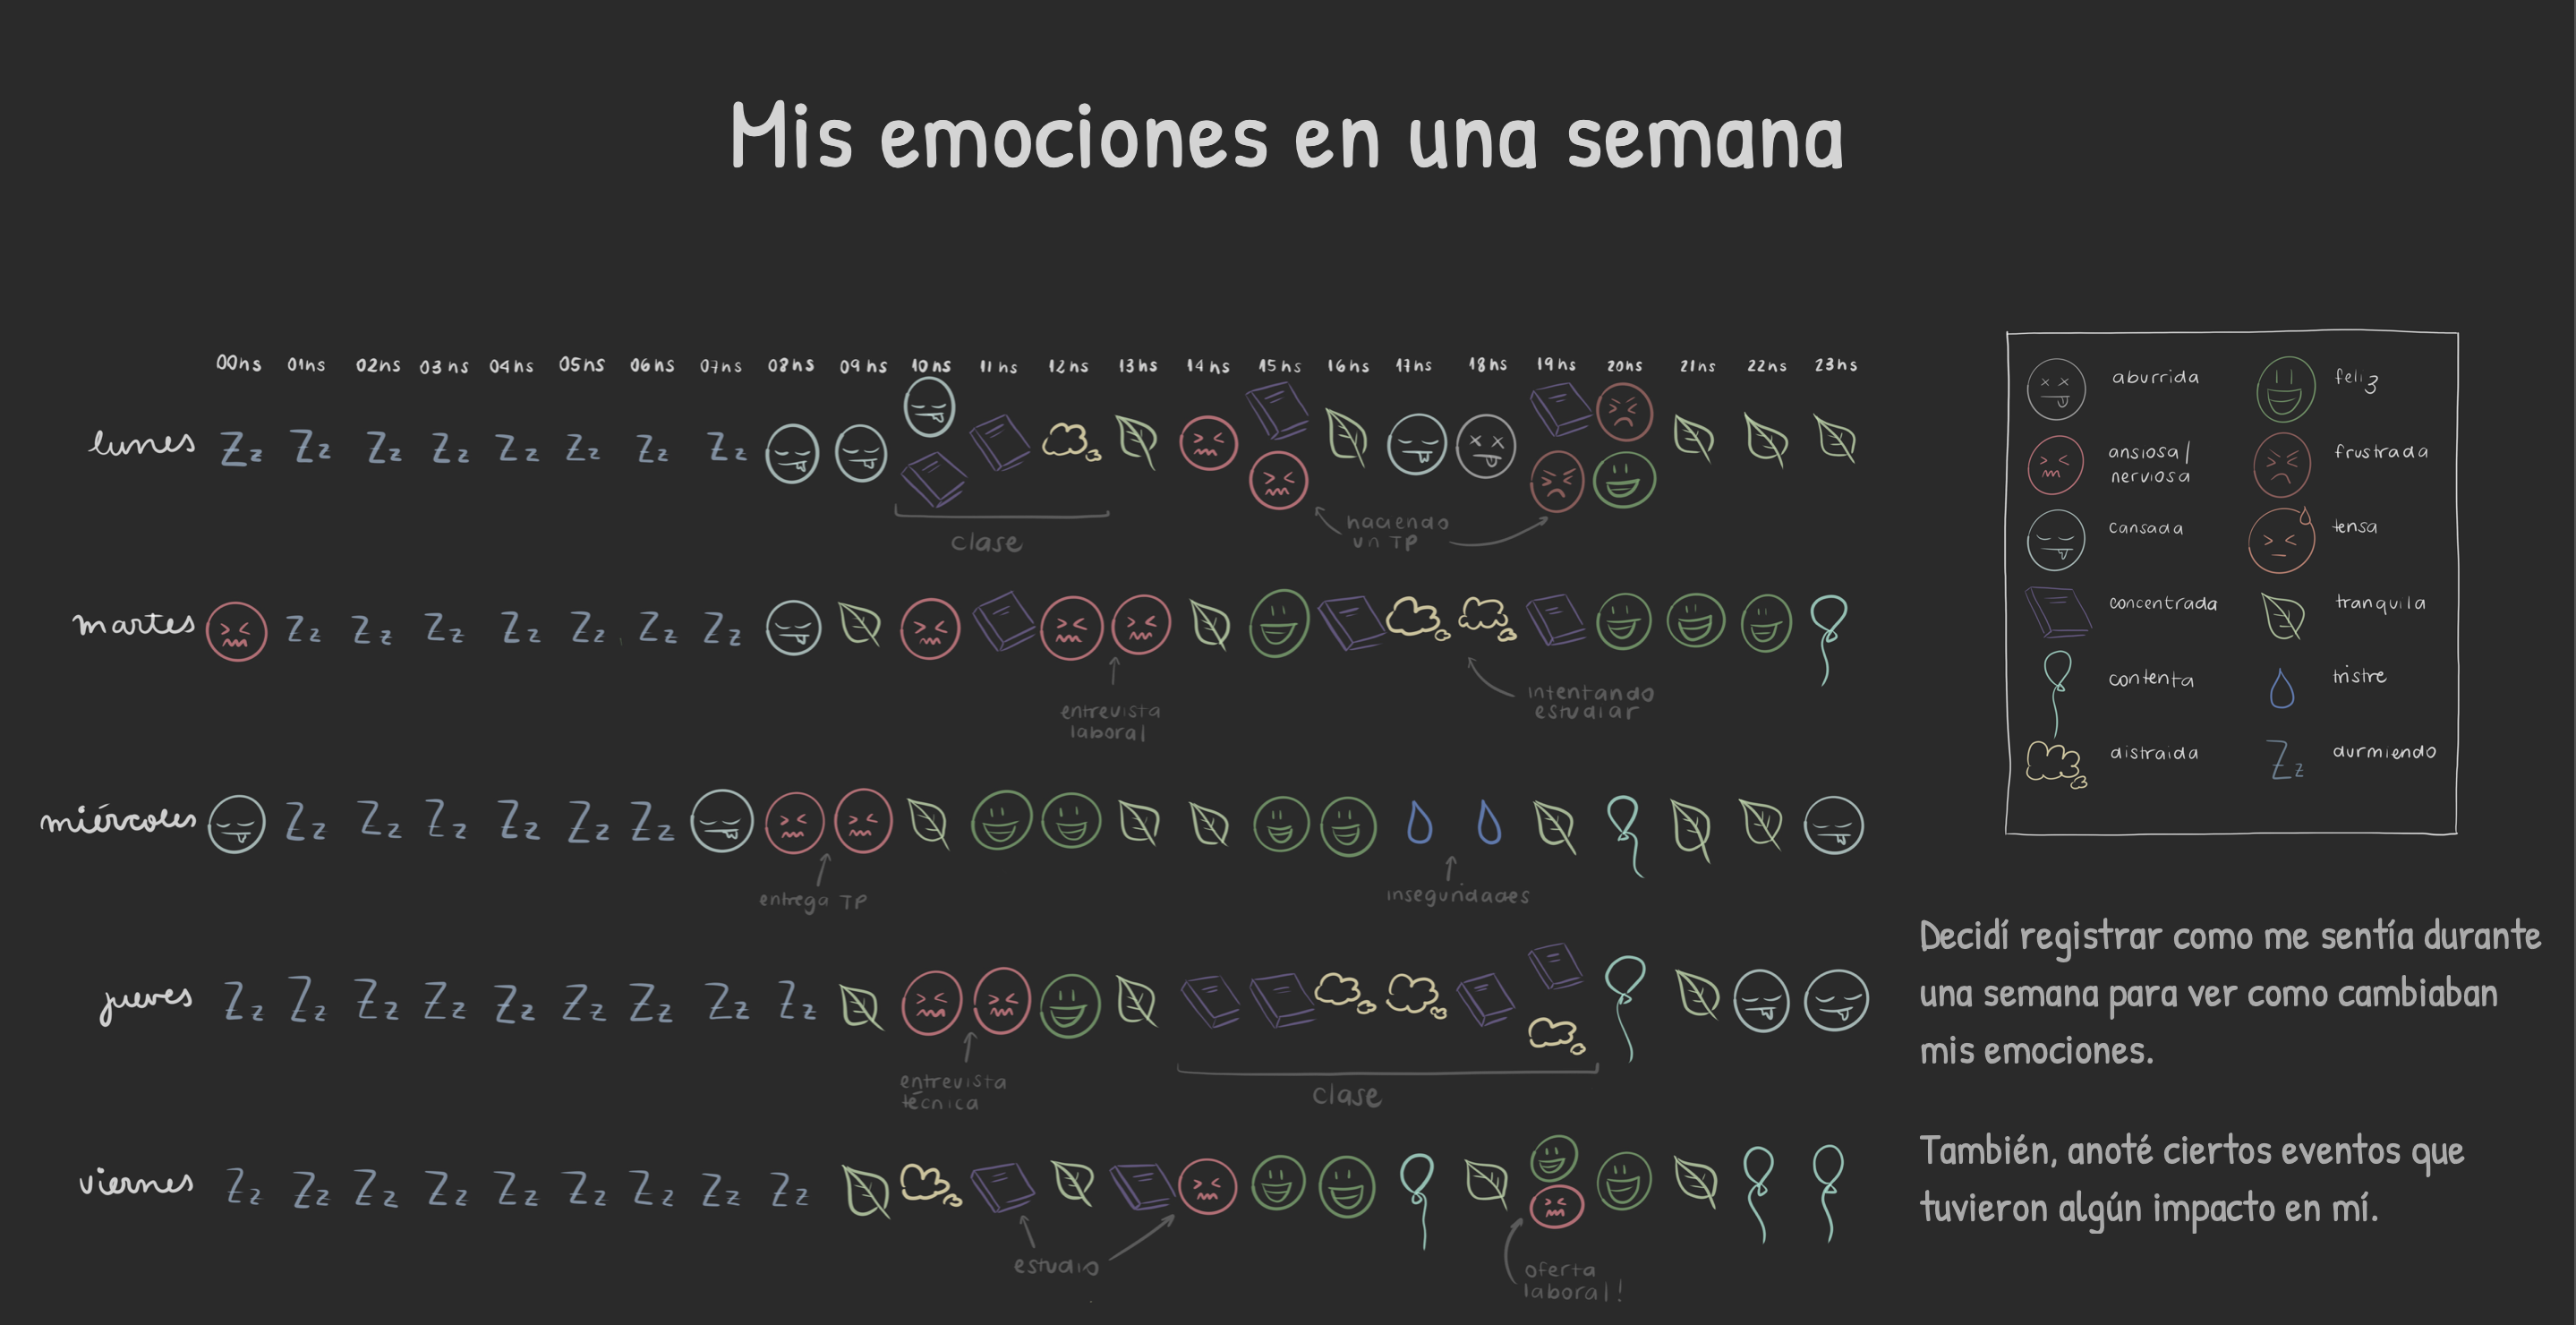 Mis emociones en una semana
00hs 01hs 02hs 03hs 04hs 05hs 06hs 07hs 08hs 09hs 10hs 11hs 12hs 13hs 14hs 15hs 16hs 17hs 18hs 19hs 20hs 21hs 22hs 23hs
lunes Zz Zz Zz Zz Zz Zz Zz Zz
clase
haciendo
un TP
martes Zz Zz Zz Zz Zz Zz Zz
entrevista
laboral
intentando
estudiar
miércoles Zz Zz Zz Zz Zz Zz
entrega TP
inseguridades
jueves Zz Zz Zz Zz Zz Zz Zz Zz Zz
entrevista
técnica
clase
viernes Zz Zz Zz Zz Zz Zz Zz Zz Zz
estudio
oferta
laboral!
aburrida
feliz
ansiosa/
nerviosa
frustrada
cansada
tensa
concentrada
tranquila
contenta
tristre
distraida
Zz durmiendo
Decidí registrar como me sentía durante
una semana para ver como cambiaban
mis emociones.
También, anoté ciertos eventos que
tuvieron algún impacto en mí.